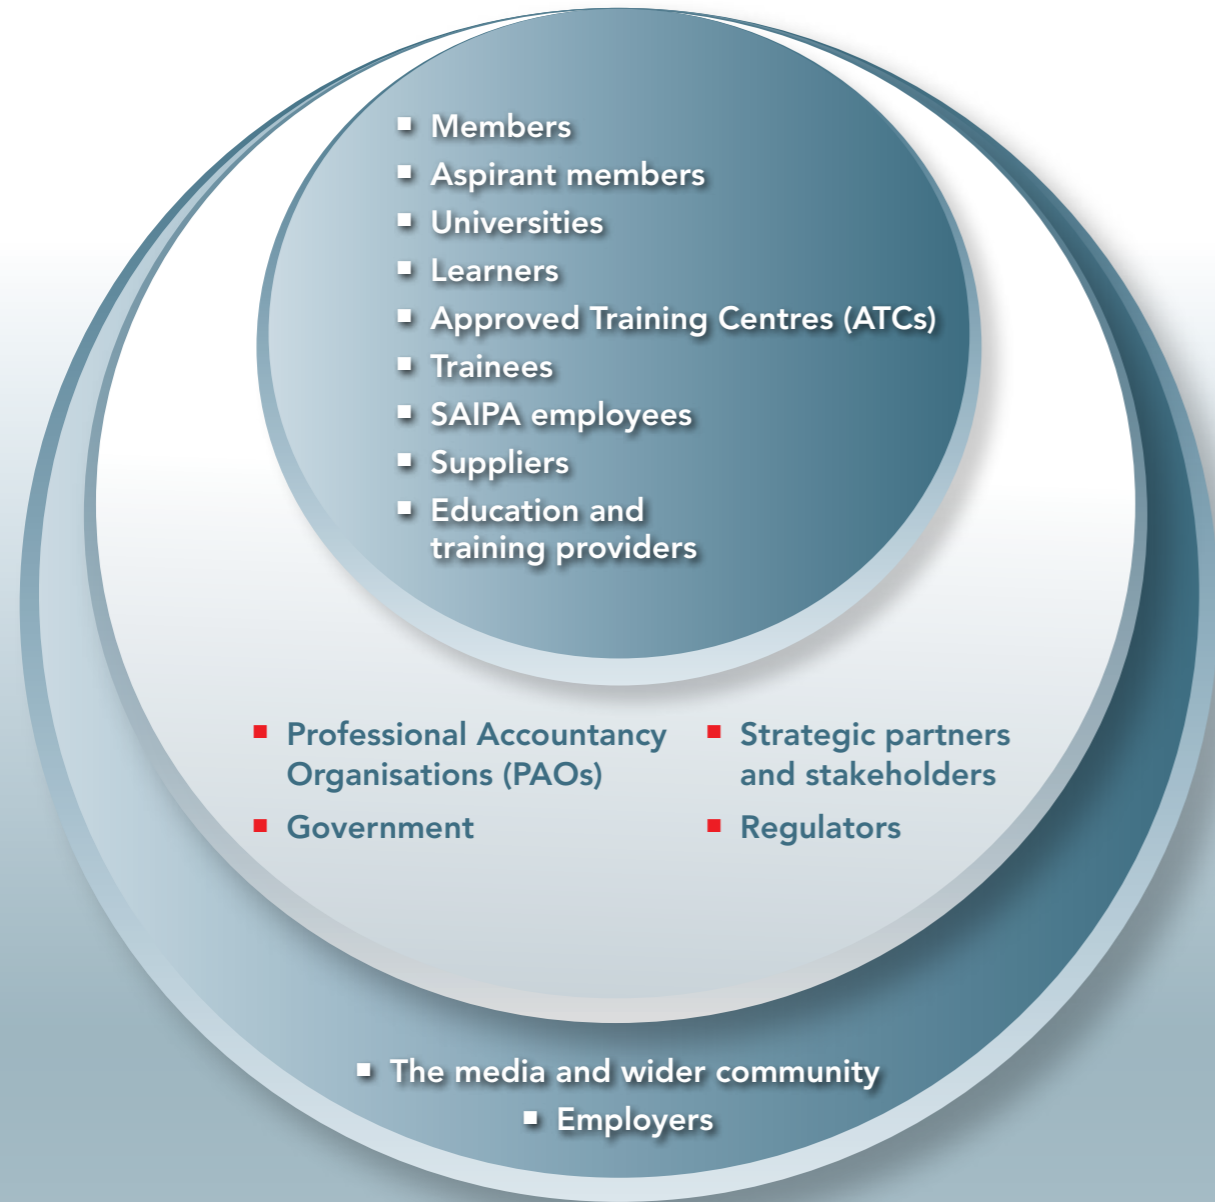 Members
Aspirant members
Universities
Learners
Approved Training Centres (ATCs)
Trainees
SAIPA employees
Suppliers
Education and
training providers
Professional Accountancy
Organisations (PAOs)
Government
Strategic partners
and stakeholders
Regulators
The media and wider community
Employers